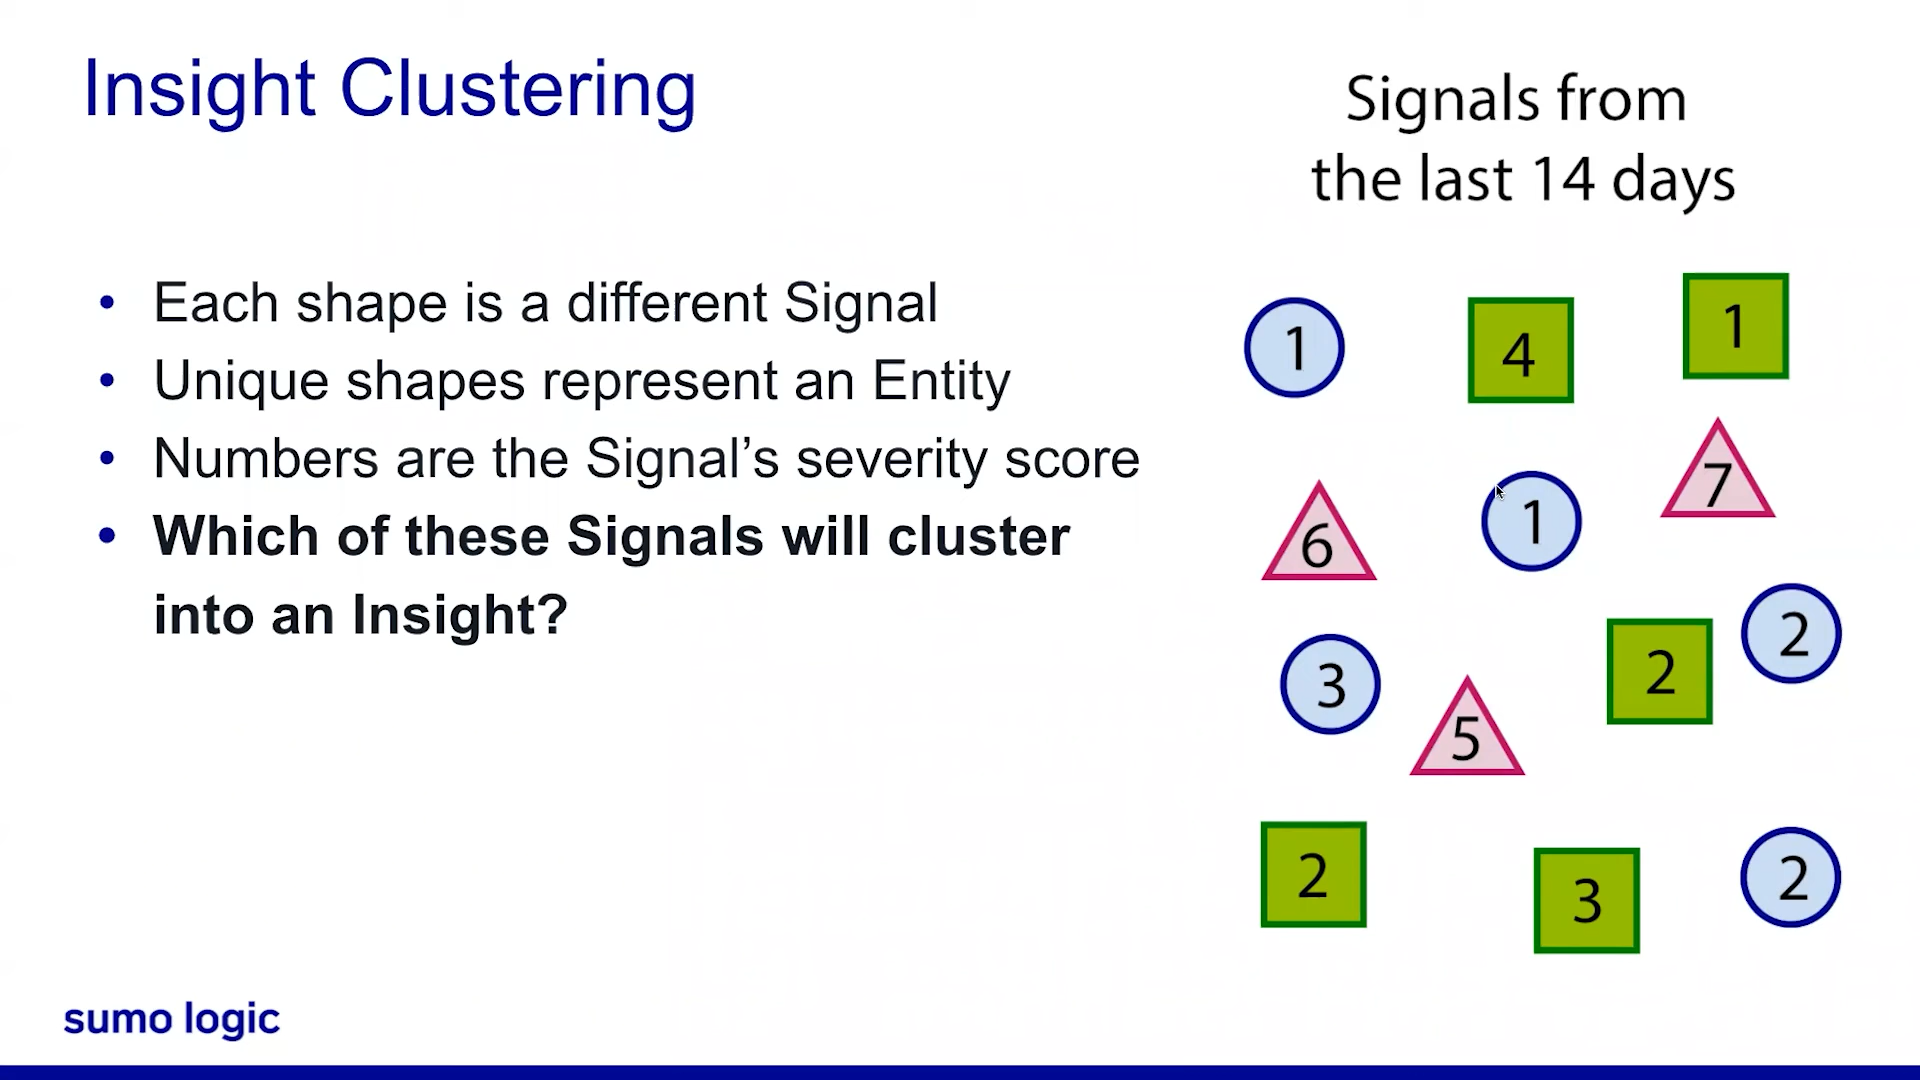 Insight Clustering
• Each shape is a different Signal
• Unique shapes represent an Entity
• Numbers are the Signal’s severity score
• Which of these Signals will cluster
into an Insight?
Signals from
the last 14 days
1
4
1
6
1
7
3
5
2
2
2
3
2
sumo logic